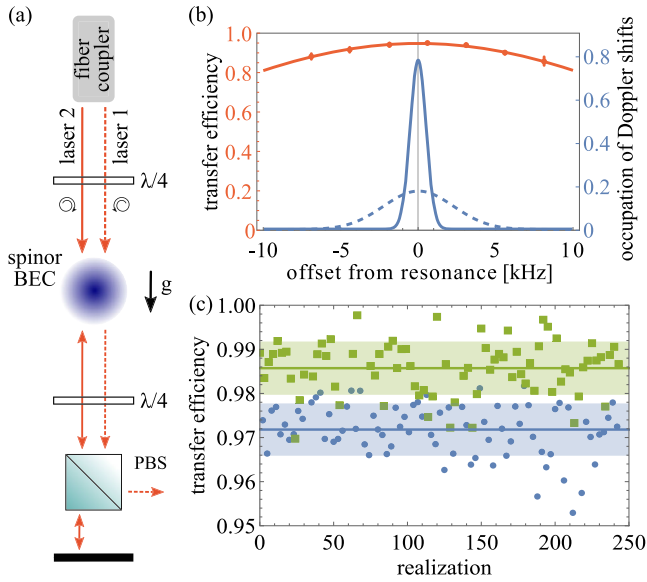 (a)
fiber
coupler
laser 2
laser 1
λ/4
spinor
BEC
g
λ/4
PBS
(b)
1.0
0.8
0.6
0.4
0.2
0
transfer efficiency
0.8
0.6
0.4
0.2
0
occupation of Doppler shifts
-10
-5
0
5
10
offset from resonance [kHz]
(c)
1.00
0.99
0.98
0.97
0.96
0.95
transfer efficiency
0
50
100
150
200
250
realization